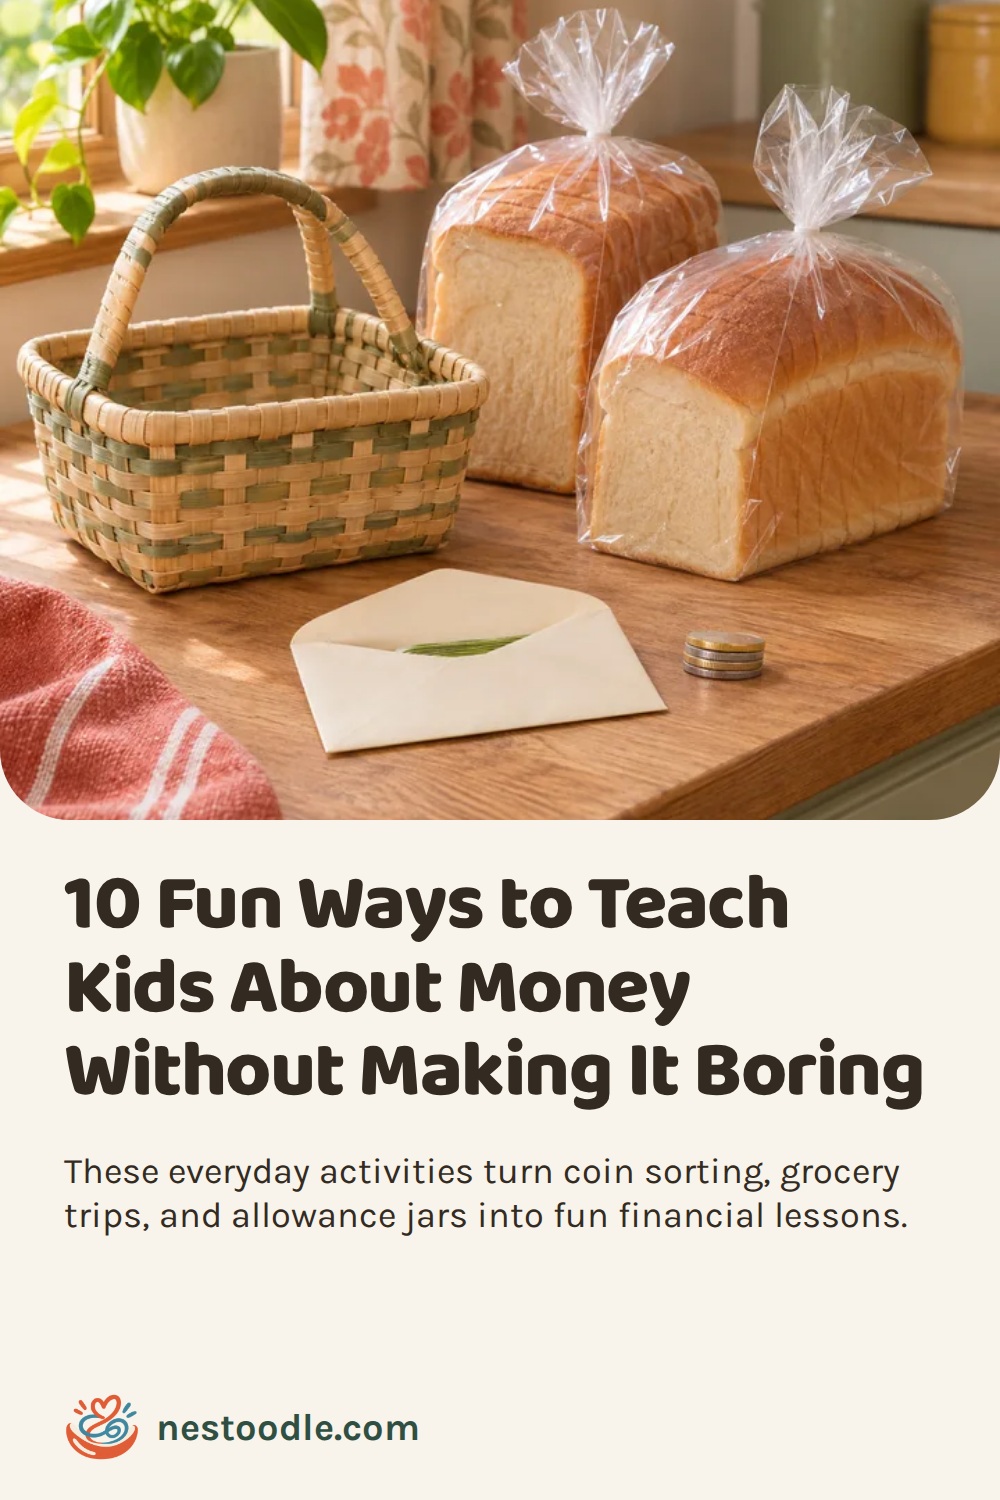 10 Fun Ways to Teach
Kids About Money
Without Making It Boring
These everyday activities turn coin sorting, grocery
trips, and allowance jars into fun financial lessons.
nestoodle.com